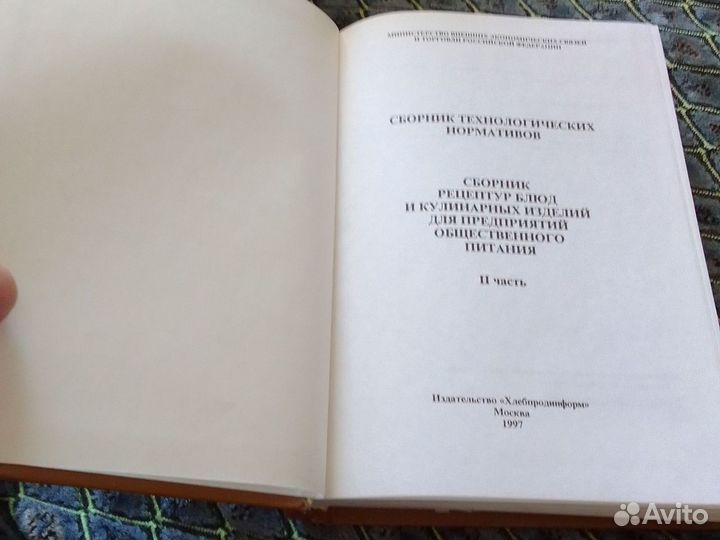 МИНИСТЕРСТВО ВНЕШНИХ ЭКОНОМИЧЕСКИХ СВЯЗЕЙ
И ТОРГОВЛИ РОССИЙСКОЙ ФЕДЕРАЦИИ
СБОРНИК ТЕХНОЛОГИЧЕСКИХ
НОРМАТИВОВ
СБОРНИК
РЕЦЕПТУР БЛЮД
И КУЛИНАРНЫХ ИЗДЕЛИЙ
ДЛЯ ПРЕДПРИЯТИЙ
ОБЩЕСТВЕННОГО
ПИТАНИЯ
II часть
Издательство «Хлебпродинформ»
Москва
1997
Avito